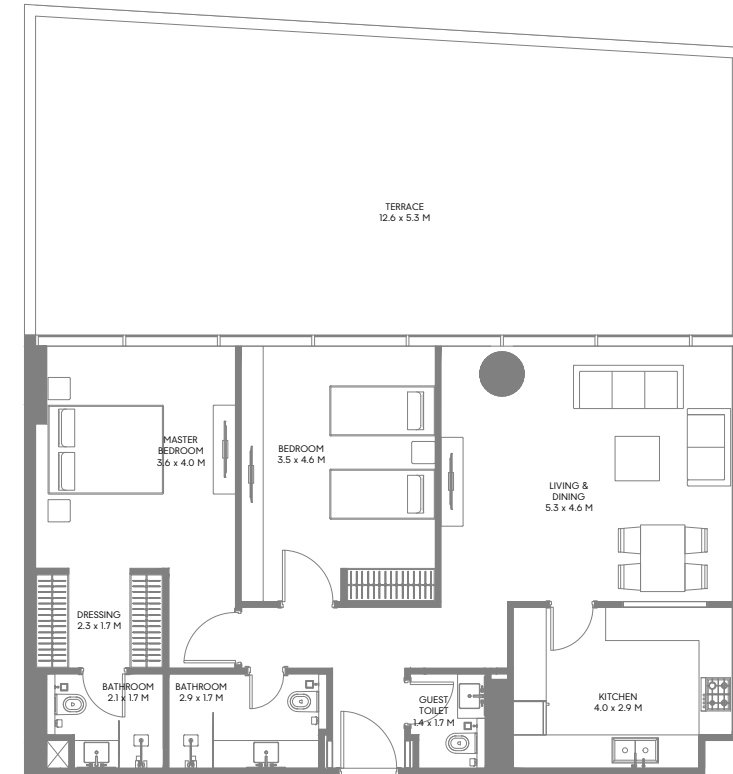 TERRACE
12.6 x 5.3 M
MASTER
BEDROOM
3.6 x 4.0 M
BEDROOM
3.5 x 4.6 M
LIVING &
DINING
5.3 x 4.6 M
DRESSING
2.3 x 1.7 M
BATHROOM
2.1 x 1.7 M
BATHROOM
2.9 x 1.7 M
GUEST
TOILET
1.4 x 1.7 M
KITCHEN
4.0 x 2.9 M